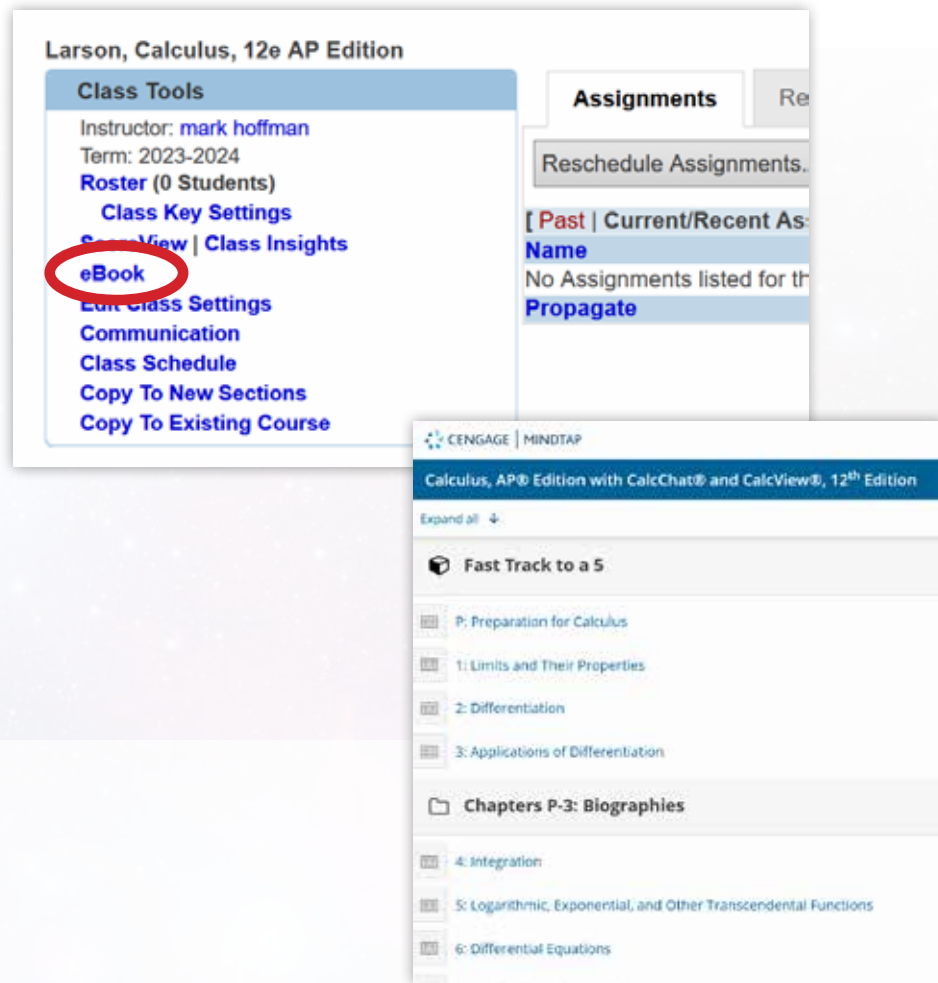 Larson, Calculus, 12e AP Edition
Class Tools
Instructor: mark hoffman
Term: 2023-2024
Roster (0 Students)
Class Key Settings
ScoreView | Class Insights
eBook
Edit Class Settings
Communication
Class Schedule
Copy To New Sections
Copy To Existing Course
Assignments
Reschedule Assignments..
[ Past | Current/Recent
Name
No Assignments listed for
Propagate
CENGAGE | MINDTAP
Calculus, AP® Edition with CalcChat® and CalcView®, 12th Edition
Expand all
Fast Track to a 5
P: Preparation for Calculus
1: Limits and Their Properties
2: Differentiation
3: Applications of Differentiation
Chapters P-3: Biographies
4: Integration
5: Logarithmic, Exponential, and Other Transcendental Functions
6: Differential Equations